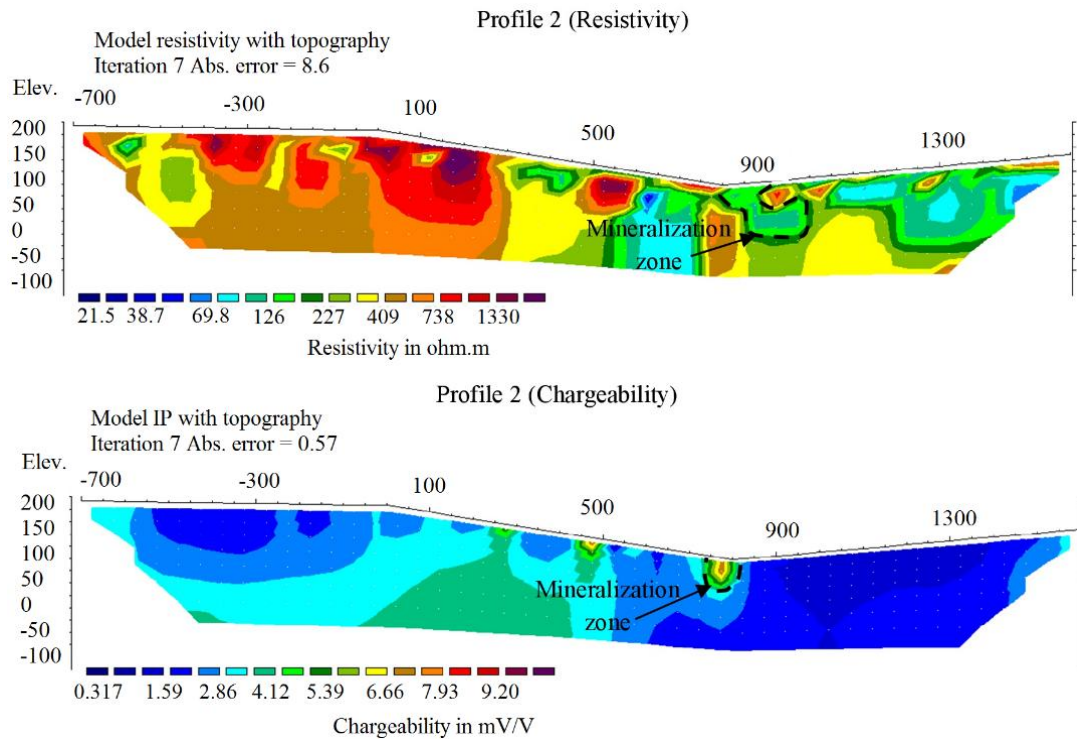 Profile 2 (Resistivity)
Model resistivity with topography
Iteration 7 Abs. error = 8.6
Elev.
-700 -300 100 500 900 1300
200
150
100
50
0
-50
-100
Mineralization
zone
21.5 38.7 69.8 126 227 409 738 1330
Resistivity in ohm.m
Profile 2 (Chargeability)
Model IP with topography
Iteration 7 Abs. error = 0.57
Elev.
-700 -300 100 500 900 1300
200
150
100
50
0
-50
-100
Mineralization
zone
0.317 1.59 2.86 4.12 5.39 6.66 7.93 9.20
Chargeability in mV/V